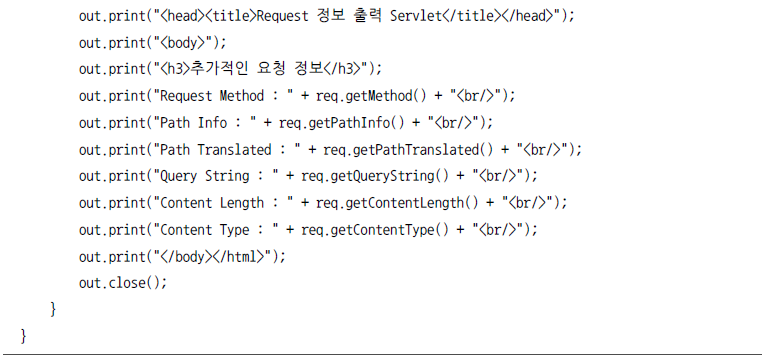 out.print("<head><title>Request 정보 출력 Servlet</title></head>");
out.print("<body>");
out.print("<h3>추가적인 요청 정보</h3>");
out.print("Request Method : " + req.getMethod() + "<br/>");
out.print("Path Info : " + req.getPathInfo() + "<br/>");
out.print("Path Translated : " + req.getPathTranslated() + "<br/>");
out.print("Query String : " + req.getQueryString() + "<br/>");
out.print("Content Length : " + req.getContentLength() + "<br/>");
out.print("Content Type : " + req.getContentType() + "<br/>");
out.print("</body></html>");
out.close();
}
}